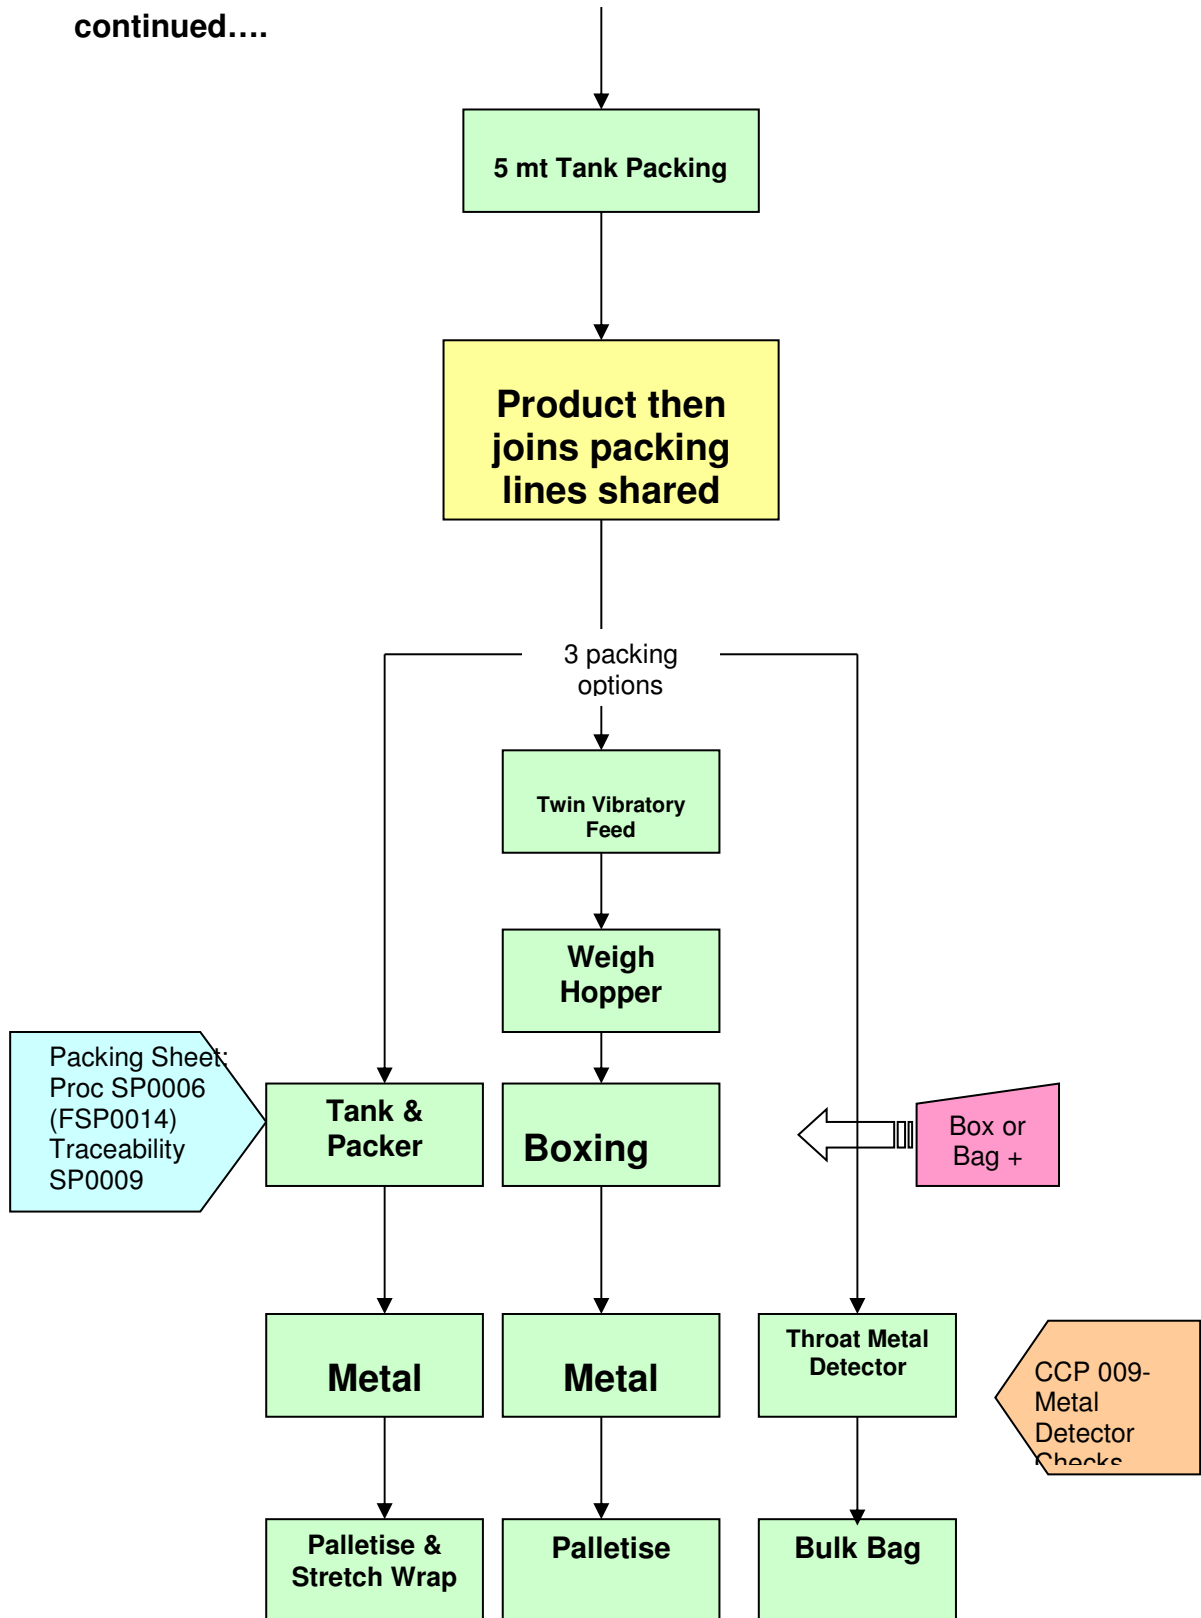 continued....
5 mt Tank Packing
Product then
joins packing
lines shared
3 packing
options
Twin Vibratory
Feed
Weigh
Hopper
Packing Sheet:
Proc SP0006
(FSP0014)
Traceability
SP0009
Tank &
Packer
Boxing
Box or
Bag +
Metal
Metal
Throat Metal
Detector
CCP 009-
Metal
Detector
Checks
Palletise &
Stretch Wrap
Palletise
Bulk Bag